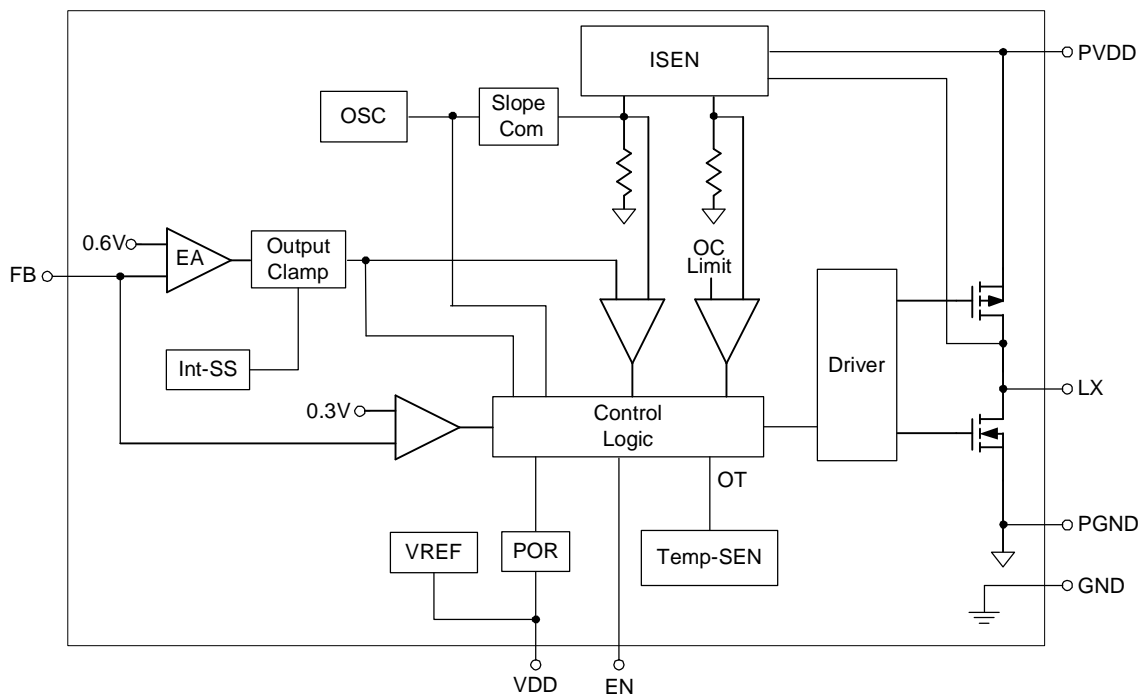 ISEN
PVDD
OSC
Slope
Com
0.6V
EA
Output
Clamp
OC
Limit
FB
Int-SS
Driver
LX
0.3V
Control
Logic
OT
PGND
VREF
POR
Temp-SEN
GND
VDD
EN